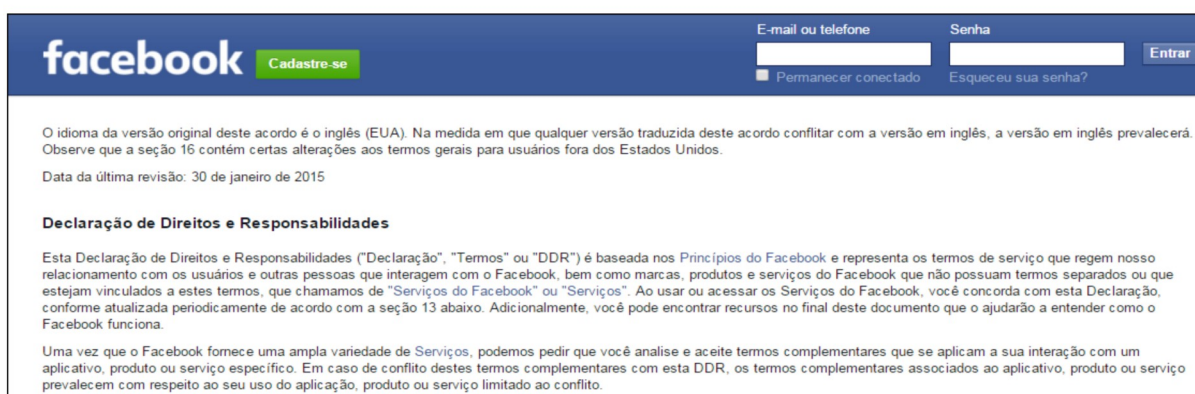 E-mail ou telefone Senha
facebook Cadastre-se Entrar
Permanecer conectado Esqueceu sua senha?
O idioma da versão original deste acordo é o inglês (EUA). Na medida em que qualquer versão traduzida deste acordo conflitar com a versão em inglês, a versão em inglês prevalecerá.
Observe que a seção 16 contém certas alterações aos termos gerais para usuários fora dos Estados Unidos.
Data da última revisão: 30 de janeiro de 2015
Declaração de Direitos e Responsabilidades
Esta Declaração de Direitos e Responsabilidades ("Declaração", "Termos" ou "DDR") é baseada nos Princípios do Facebook e representa os termos de serviço que regem nosso
relacionamento com os usuários e outras pessoas que interagem com o Facebook, bem como marcas, produtos e serviços do Facebook que não possuam termos separados ou que
estejam vinculados a estes termos, que chamamos de "Serviços do Facebook" ou "Serviços". Ao usar ou acessar os Serviços do Facebook, você concorda com esta Declaração,
conforme atualizada periodicamente de acordo com a seção 13 abaixo. Adicionalmente, você pode encontrar recursos no final deste documento que o ajudarão a entender como o
Facebook funciona.
Uma vez que o Facebook fornece uma ampla variedade de Serviços, podemos pedir que você analise e aceite termos complementares que se aplicam a sua interação com um
aplicativo, produto ou serviço específico. Em caso de conflito destes termos complementares com esta DDR, os termos complementares associados ao aplicativo, produto ou serviço
prevalecem com respeito ao seu uso do aplicação, produto ou serviço limitado ao conflito.